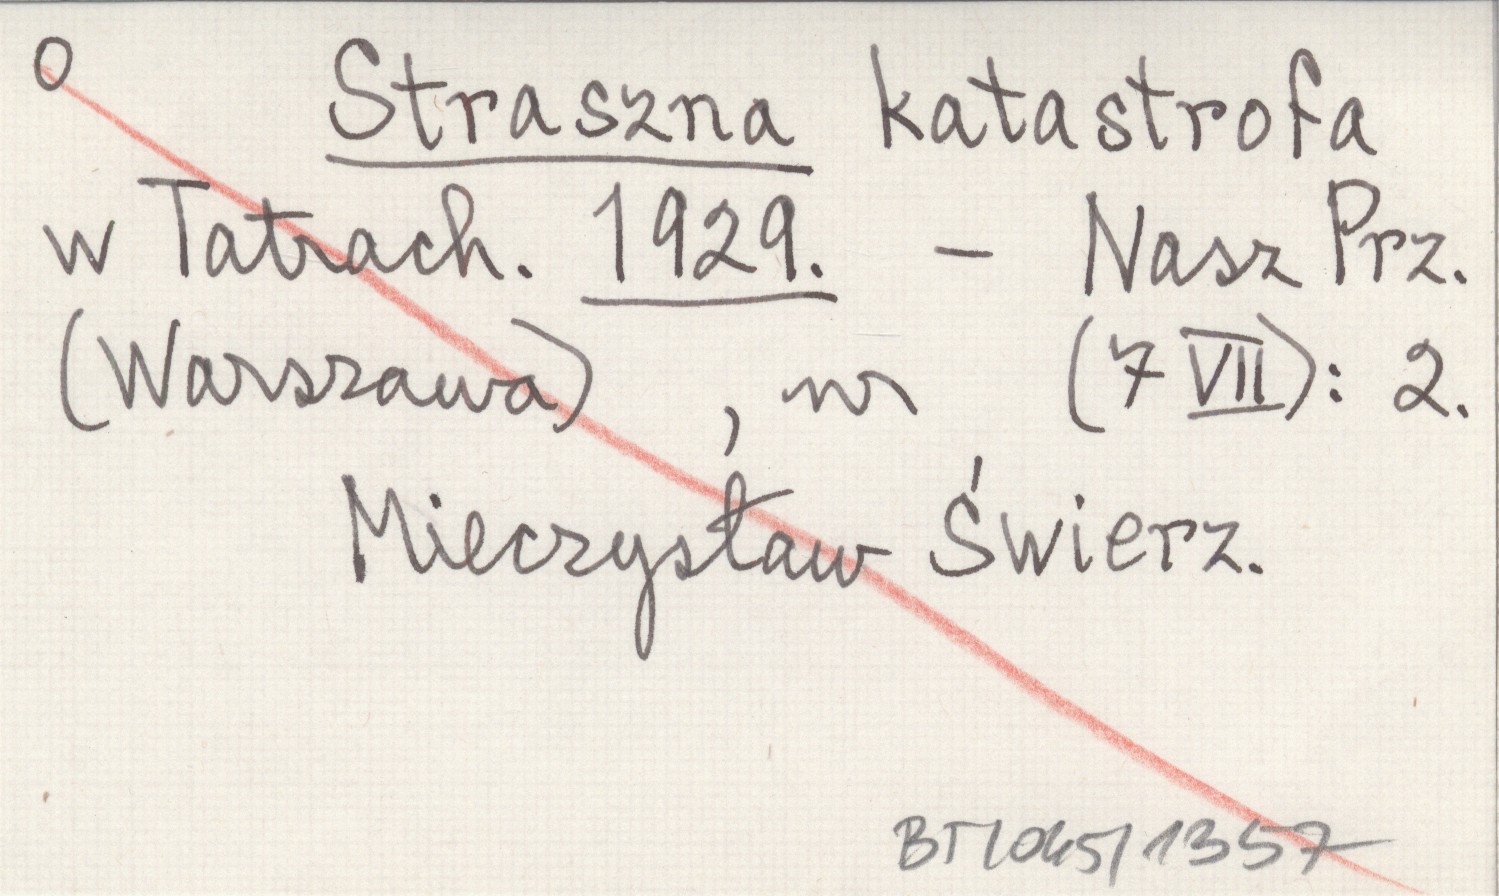 O Straszna katastrofa
w Tatrach. 1929. – Nasz Prz.
(Warszawa) , nr (7 VII): 2.
Mieczysław Świerz.
BT/045/1357